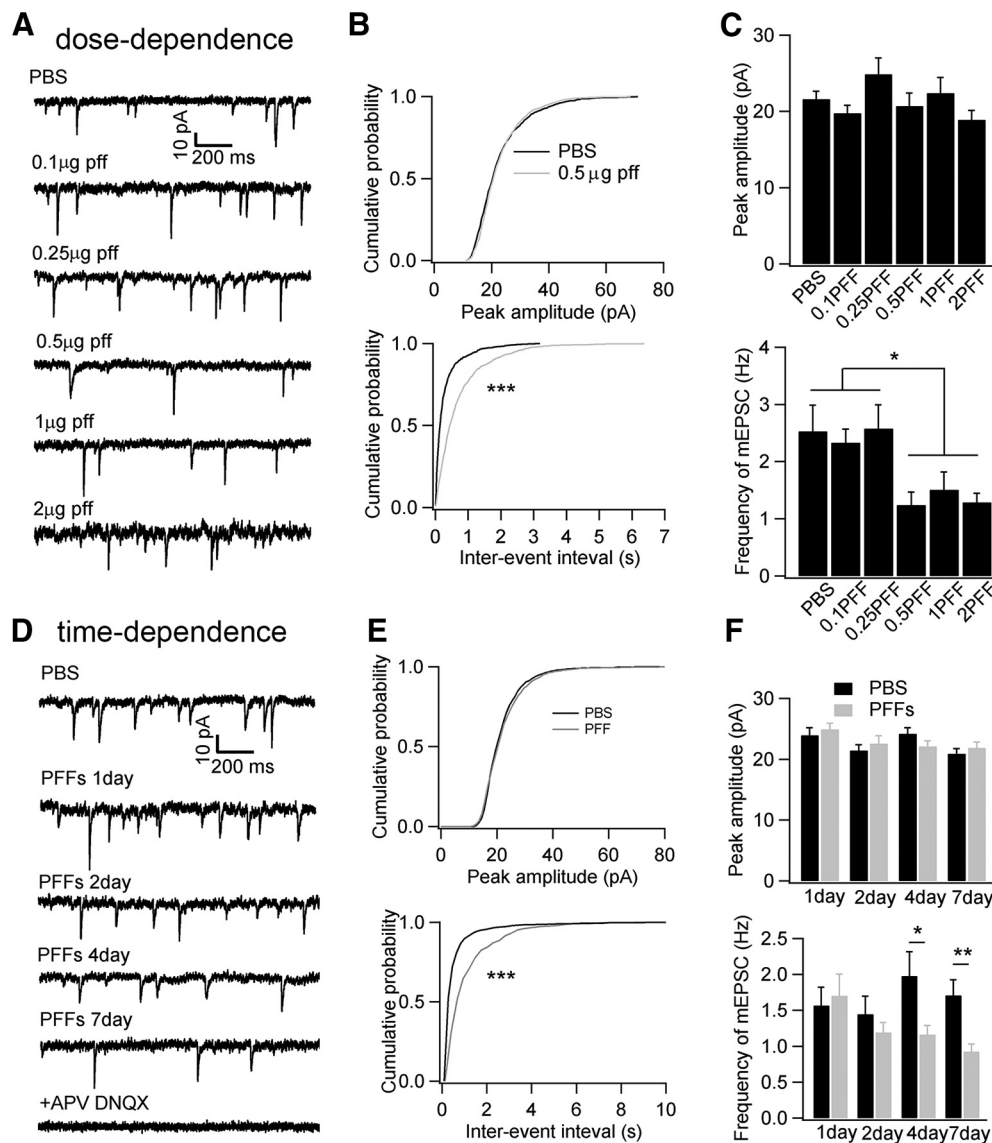 A
dose-dependence
PBS
10 pA
200 ms
0.1µg pff
0.25µg pff
0.5µg pff
1µg pff
2µg pff
B
Cumulative probability
1.0
0.5
0.0
PBS
0.5 µg pff
0 20 40 60 80
Peak amplitude (pA)
Cumulative probability
1.0
0.5
0.0
***
0 1 2 3 4 5 6 7
Inter-event inteval (s)
C
Peak amplitude (pA)
30
20
10
0
PBS 0.1PFF 0.25PFF 0.5PFF 1PFF 2PFF
Frequency of mEPSC (Hz)
4
3
2
1
0
*
PBS 0.1PFF 0.25PFF 0.5PFF 1PFF 2PFF
D
time-dependence
PBS
10 pA
200 ms
PFFs 1day
PFFs 2day
PFFs 4day
PFFs 7day
+APV DNQX
E
Cumulative probability
1.0
0.5
0.0
PBS
PFF
0 20 40 60 80
Peak amplitude (pA)
Cumulative probability
1.0
0.5
0.0
***
0 2 4 6 8 10
Inter-event interval (s)
F
PBS
PFFs
Peak amplitude (pA)
30
20
10
0
1day 2day 4day 7day
Frequency of mEPSC (Hz)
2.5
2.0
1.5
1.0
0.5
0.0
*
**
1day 2day 4day 7day